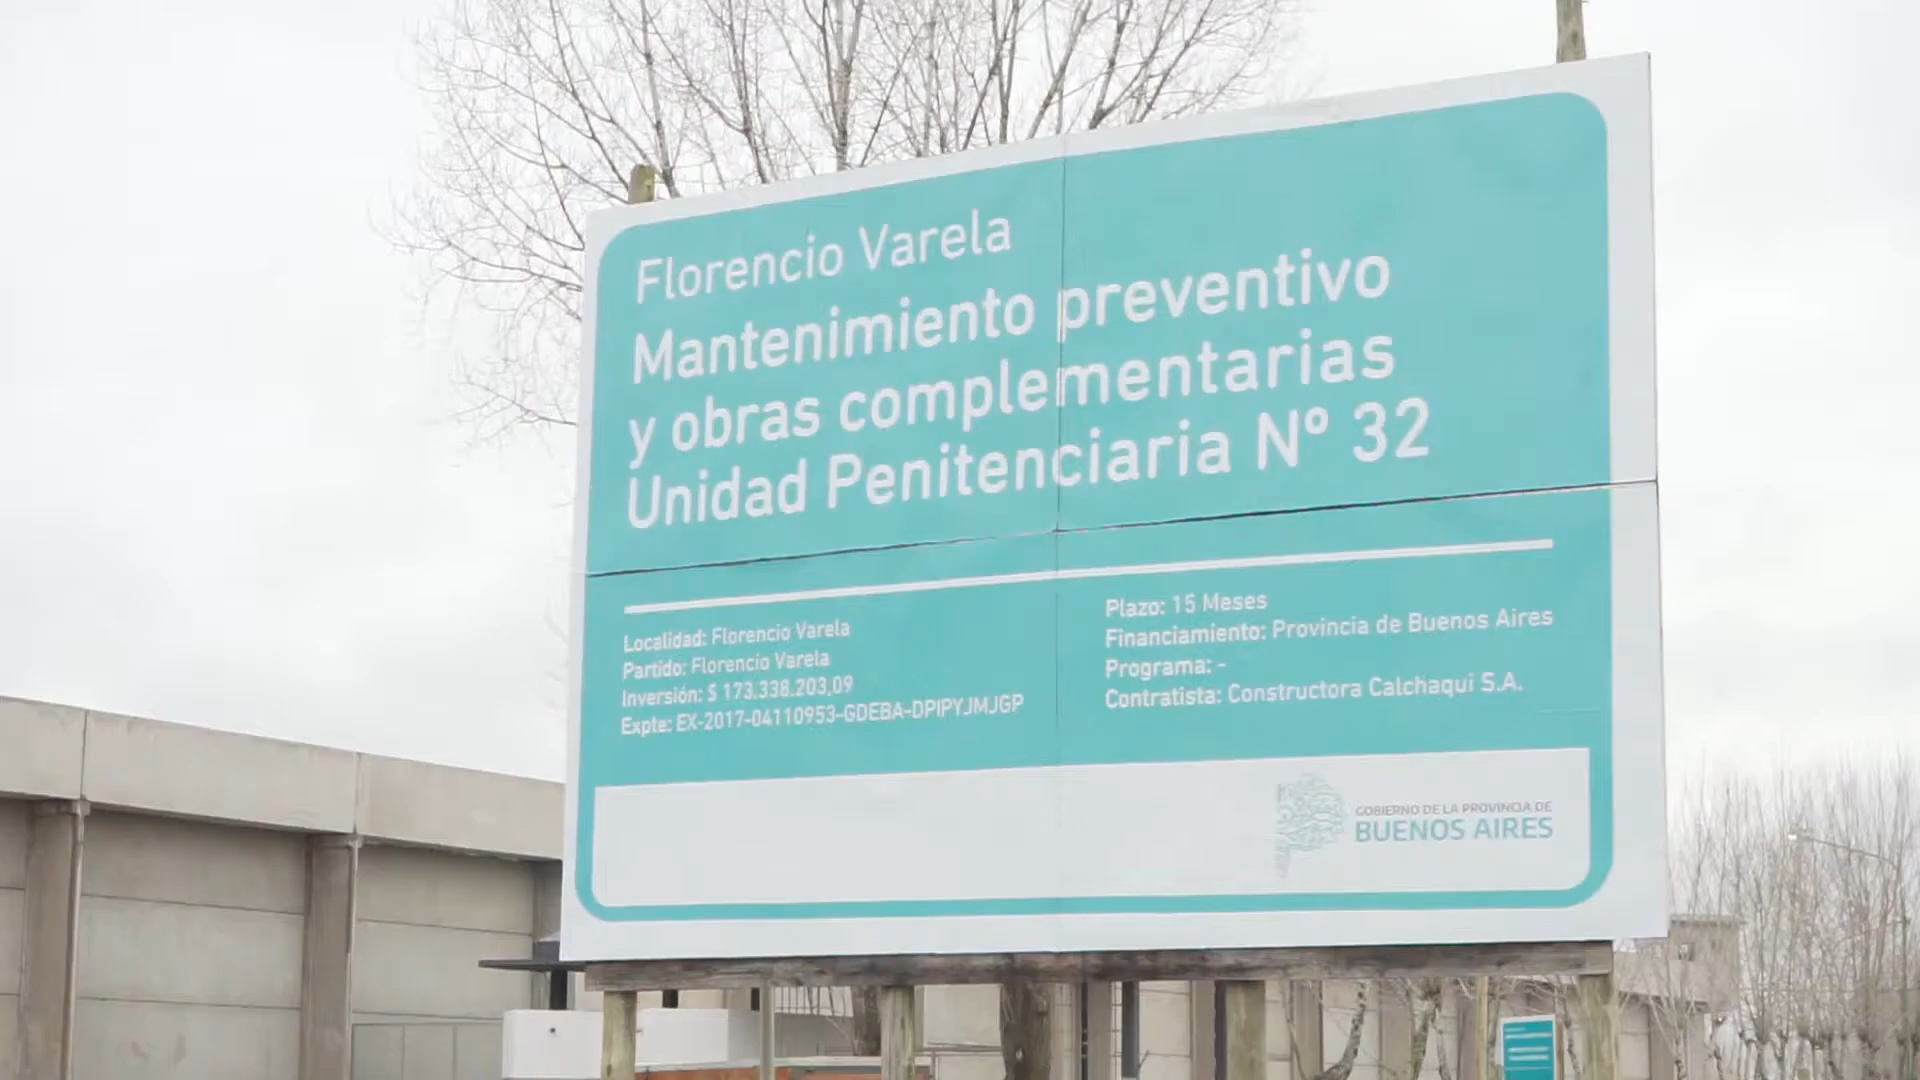 Florencio Varela
Mantenimiento preventivo
y obras complementarias
Unidad Penitenciaria Nº 32
Localidad: Florencio Varela
Partido: Florencio Varela
Inversión: $ 173.338.203,09
Expte: EX-2017-04110953-GDEBA-DPIPYJMJGP
Plazo: 15 Meses
Financiamiento: Provincia de Buenos Aires
Programa: -
Contratista: Constructora Calchaqui S.A.
GOBIERNO DE LA PROVINCIA DE
BUENOS AIRES